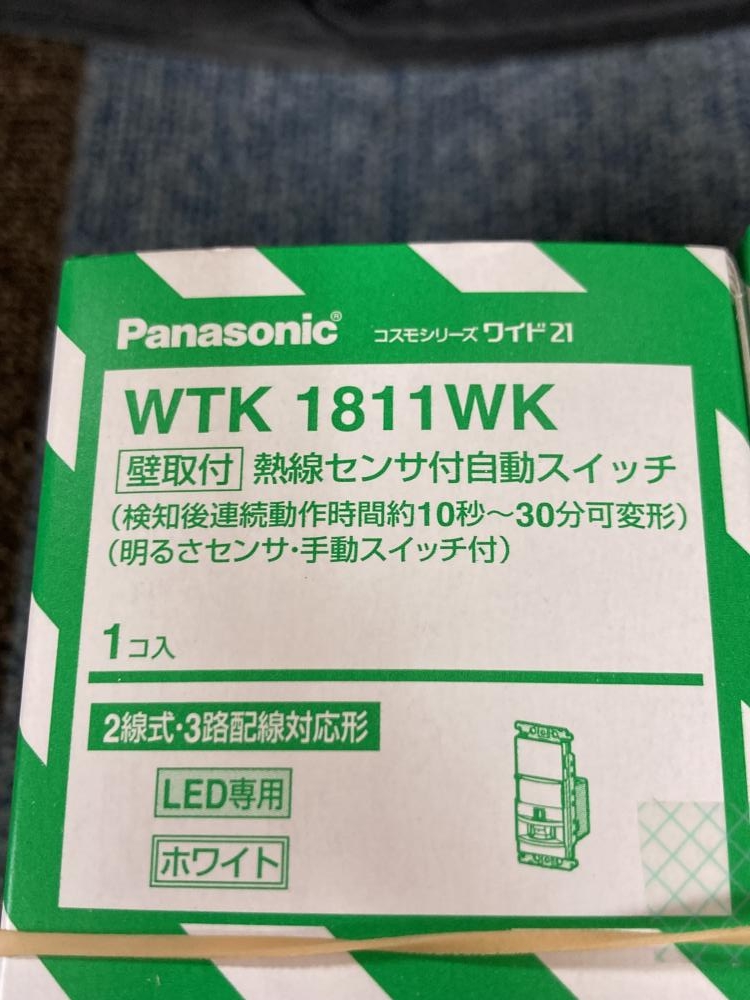 Panasonic® コスモシリーズ ワイド21
WTK 1811WK
壁取付 熱線センサ付自動スイッチ
(検知後連続動作時間約10秒～30分可変形)
(明るさセンサ・手動スイッチ付)
1コ入
2線式・3路配線対応形
LED専用
ホワイト